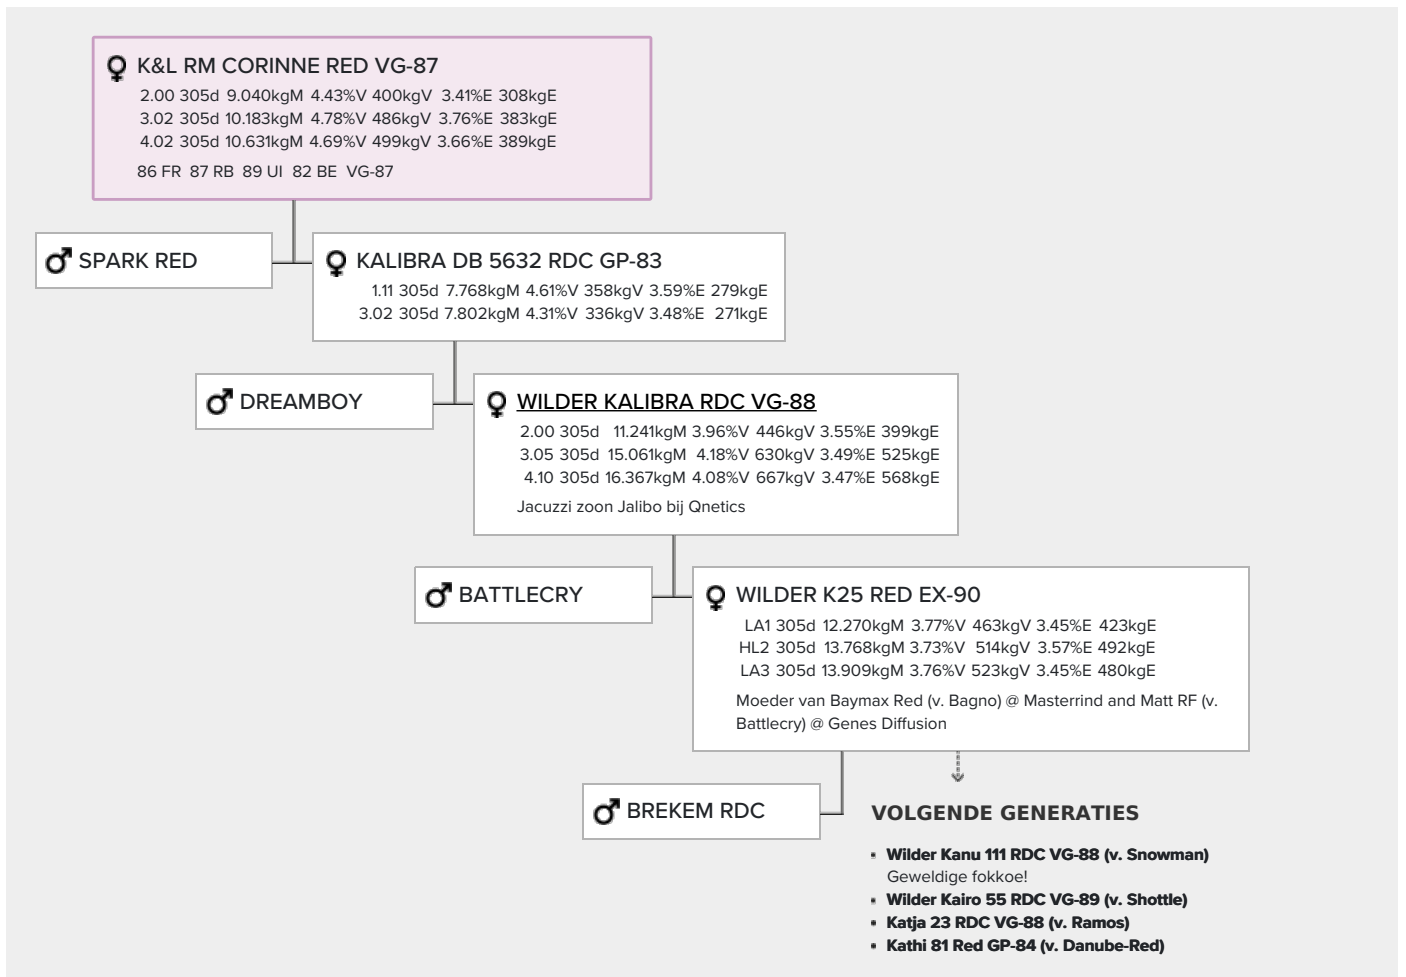 K&L RM CORINNE RED VG-87
2.00 305d 9.040kgM 4.43%V 400kgV 3.41%E 308kgE
3.02 305d 10.183kgM 4.78%V 486kgV 3.76%E 383kgE
4.02 305d 10.631kgM 4.69%V 499kgV 3.66%E 389kgE
86 FR 87 RB 89 UI 82 BE VG-87
SPARK RED
KALIBRA DB 5632 RDC GP-83
1.11 305d 7.768kgM 4.61%V 358kgV 3.59%E 279kgE
3.02 305d 7.802kgM 4.31%V 336kgV 3.48%E 271kgE
DREAMBOY
WILDER KALIBRA RDC VG-88
2.00 305d 11.241kgM 3.96%V 446kgV 3.55%E 399kgE
3.05 305d 15.061kgM 4.18%V 630kgV 3.49%E 525kgE
4.10 305d 16.367kgM 4.08%V 667kgV 3.47%E 568kgE
Jacuzzi zoon Jalibo bij Qnetics
BATTLECRY
WILDER K25 RED EX-90
LA1 305d 12.270kgM 3.77%V 463kgV 3.45%E 423kgE
HL2 305d 13.768kgM 3.73%V 514kgV 3.57%E 492kgE
LA3 305d 13.909kgM 3.76%V 523kgV 3.45%E 480kgE
Moeder van Baymax Red (v. Bagno) @ Masterrind and Matt RF (v.
Battlecry) @ Genes Diffusion
BREKEM RDC
VOLGENDE GENERATIES
Wilder Kanu 111 RDC VG-88 (v. Snowman)
Geweldige fokkoe!
Wilder Kairo 55 RDC VG-89 (v. Shottle)
Katja 23 RDC VG-88 (v. Ramos)
Kathi 81 Red GP-84 (v. Danube-Red)